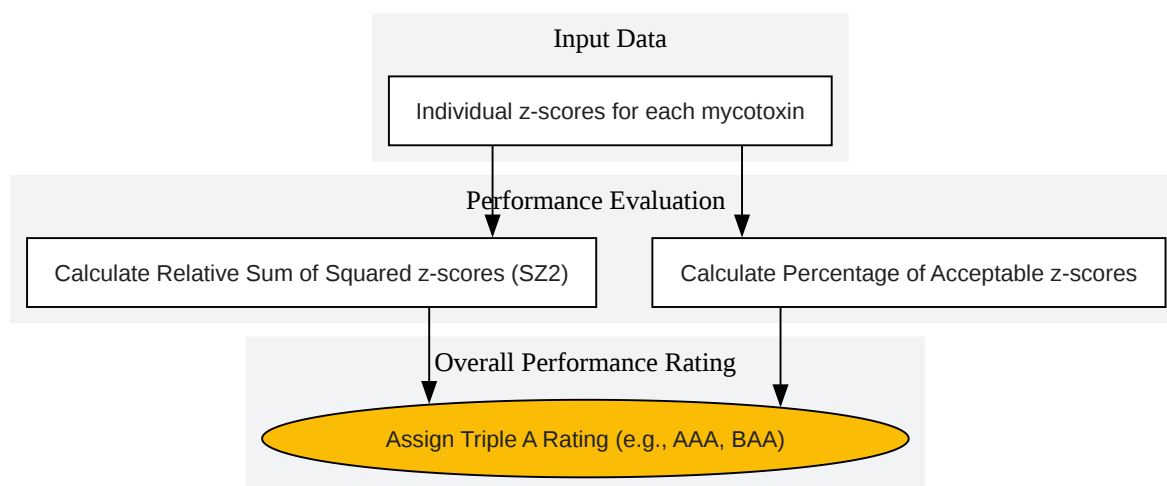 Input Data
Individual z-scores for each mycotoxin
Performance Evaluation
Calculate Relative Sum of Squared z-scores (SZ2)
Calculate Percentage of Acceptable z-scores
Overall Performance Rating
Assign Triple A Rating (e.g., AAA, BAA)